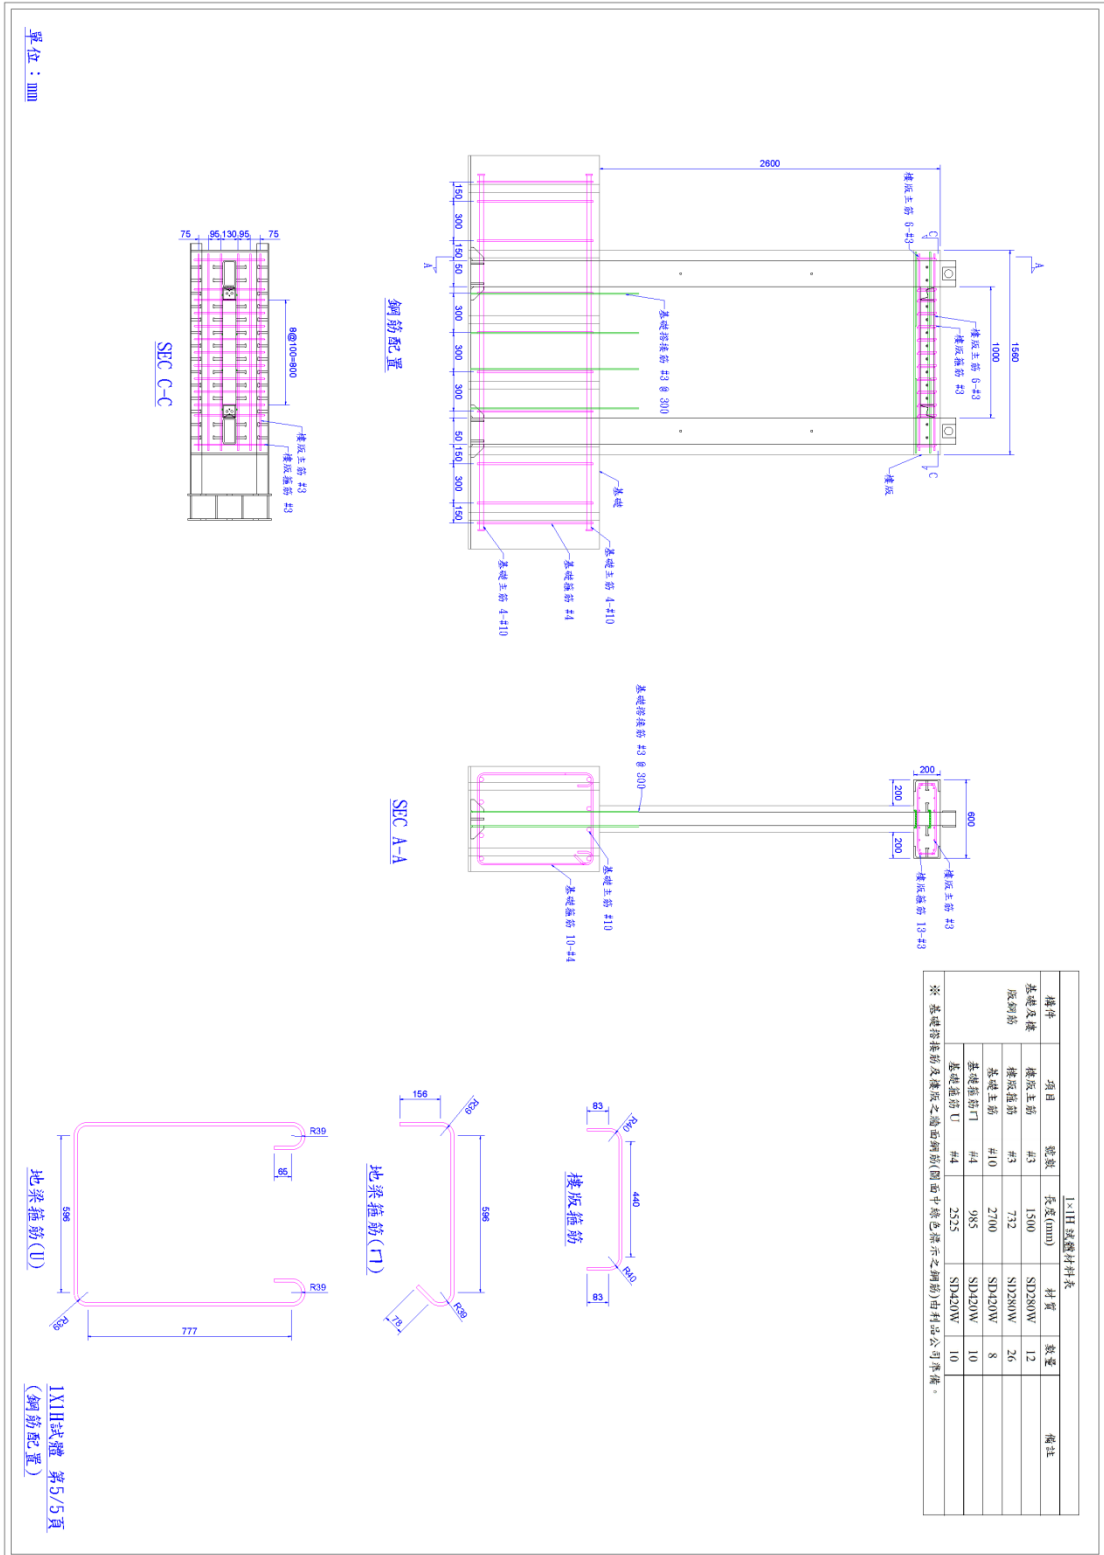 單位：mm
鋼筋配置
2600
1560
1000
樓版主筋 6-#3
樓版主筋 6-#3
樓版箍筋 #3
基礎搭接筋 #3 @ 300
樓版
基礎
基礎主筋 4-#10
基礎箍筋 #4
基礎主筋 4-#10
150
300
150
50
300
300
300
50
150
300
150
A
A
C
C
SEC C-C
75
95
130
95
75
8@100=800
樓版主筋 #3
樓版箍筋 #3
SEC A-A
基礎搭接筋 #3 @ 300
200
600
200
200
樓版主筋 #3
樓版箍筋 13-#3
基礎主筋 #10
基礎箍筋 10-#4
1×1H 試體材料表
構件 項目 號數 長度(mm) 材質 數量 備註
基礎及樓版鋼筋
樓版主筋 #3 1500 SD280W 12
樓版箍筋 #3 732 SD280W 26
基礎主筋 #10 2700 SD420W 8
基礎箍筋ㄇ #4 985 SD420W 10
基礎箍筋 U #4 2525 SD420W 10
※ 基礎搭接筋及樓版之牆面鋼筋(圖面中綠色標示之鋼筋)由利晶公司準備。
樓版箍筋
83
R40
440
R40
83
地梁箍筋(ㄇ)
156
R39
596
R39
78
地梁箍筋(U)
R39
65
596
R39
R39
777
1X1H試體 第5/5頁
(鋼筋配置)